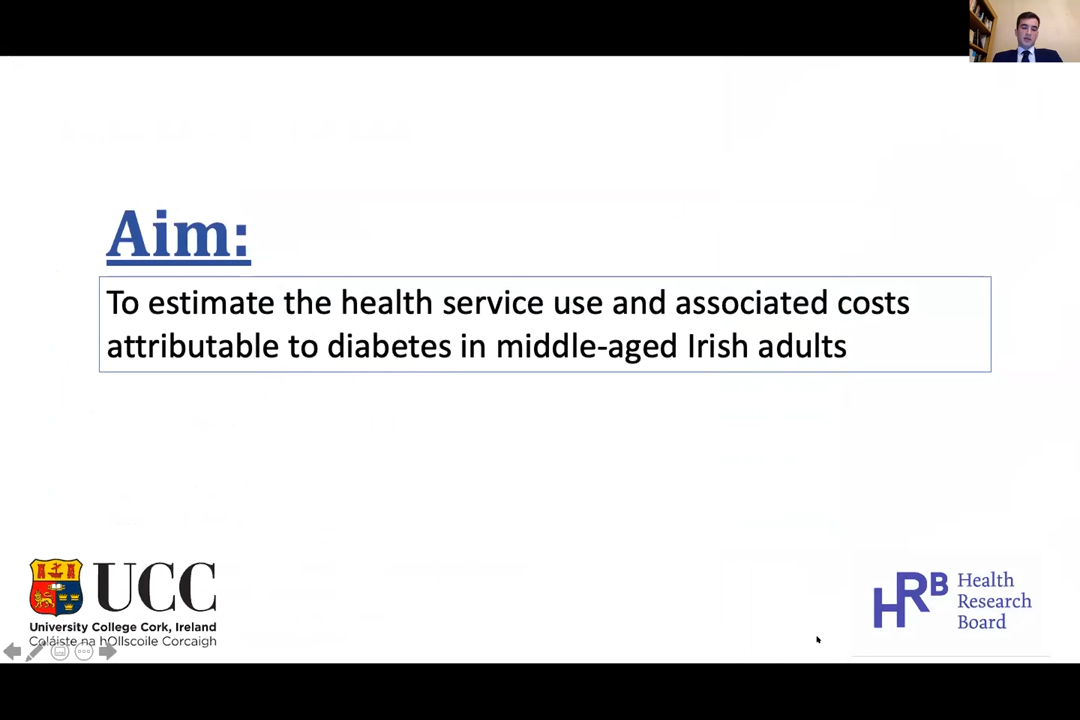 Aim:
To estimate the health service use and associated costs
attributable to diabetes in middle-aged Irish adults
UCC
University College Cork, Ireland
Coláiste na hOllscoile Corcaigh
HRB
Health
Research
Board